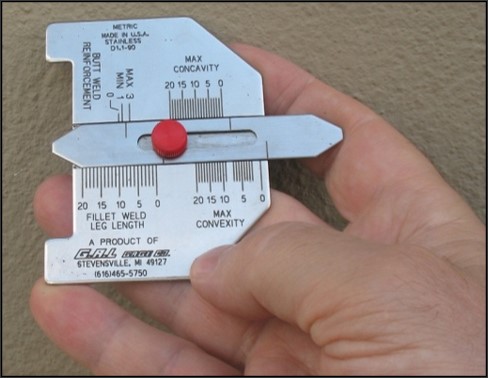 METRIC
MADE IN U.S.A.
STAINLESS
D1.1-90
BUTT WELD
REINFORCEMENT
MAX 3
MIN 1
0
MAX
CONCAVITY
20 15 10 5 0
20 15 10 5 0
FILLET WELD
LEG LENGTH
20 15 10 5 0
MAX
CONVEXITY
A PRODUCT OF
G.A.L. GAGE CO.
STEVENSVILLE, MI 49127
(616)465-5750